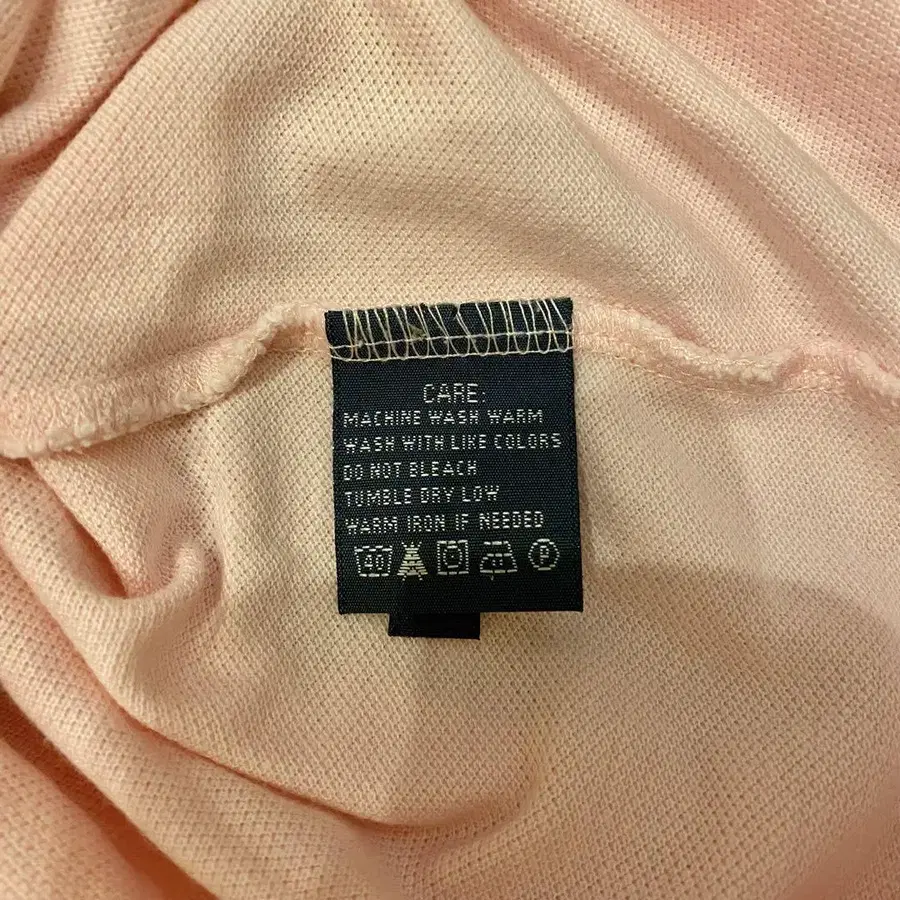 CARE:
MACHINE WASH WARM
WASH WITH LIKE COLORS
DO NOT BLEACH
TUMBLE DRY LOW
WARM IRON IF NEEDED
40 P